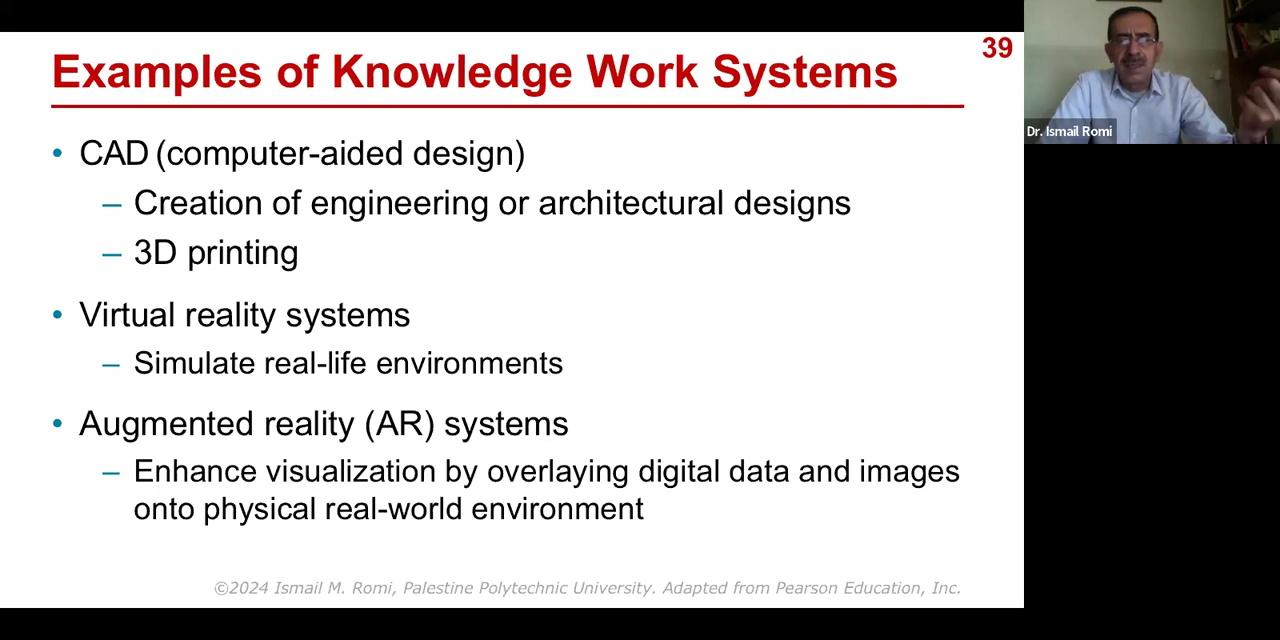 39
Examples of Knowledge Work Systems
• CAD (computer-aided design)
– Creation of engineering or architectural designs
– 3D printing
• Virtual reality systems
– Simulate real-life environments
• Augmented reality (AR) systems
– Enhance visualization by overlaying digital data and images
onto physical real-world environment
©2024 Ismail M. Romi, Palestine Polytechnic University. Adapted from Pearson Education, Inc.
Dr. Ismail Romi